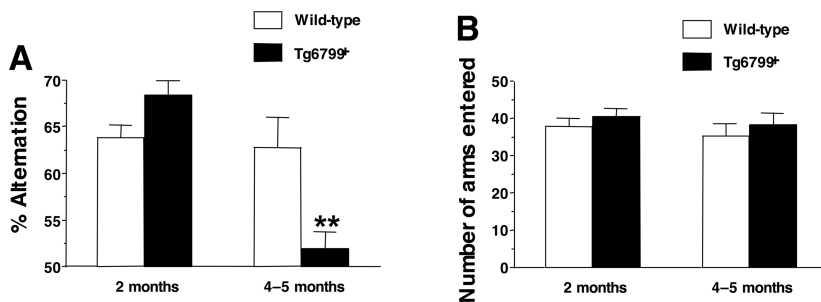 A
Wild-type
Tg6799+
% Alternation
70
65
60
55
50
**
2 months
4–5 months
B
Wild-type
Tg6799+
Number of arms entered
50
40
30
20
10
0
2 months
4–5 months